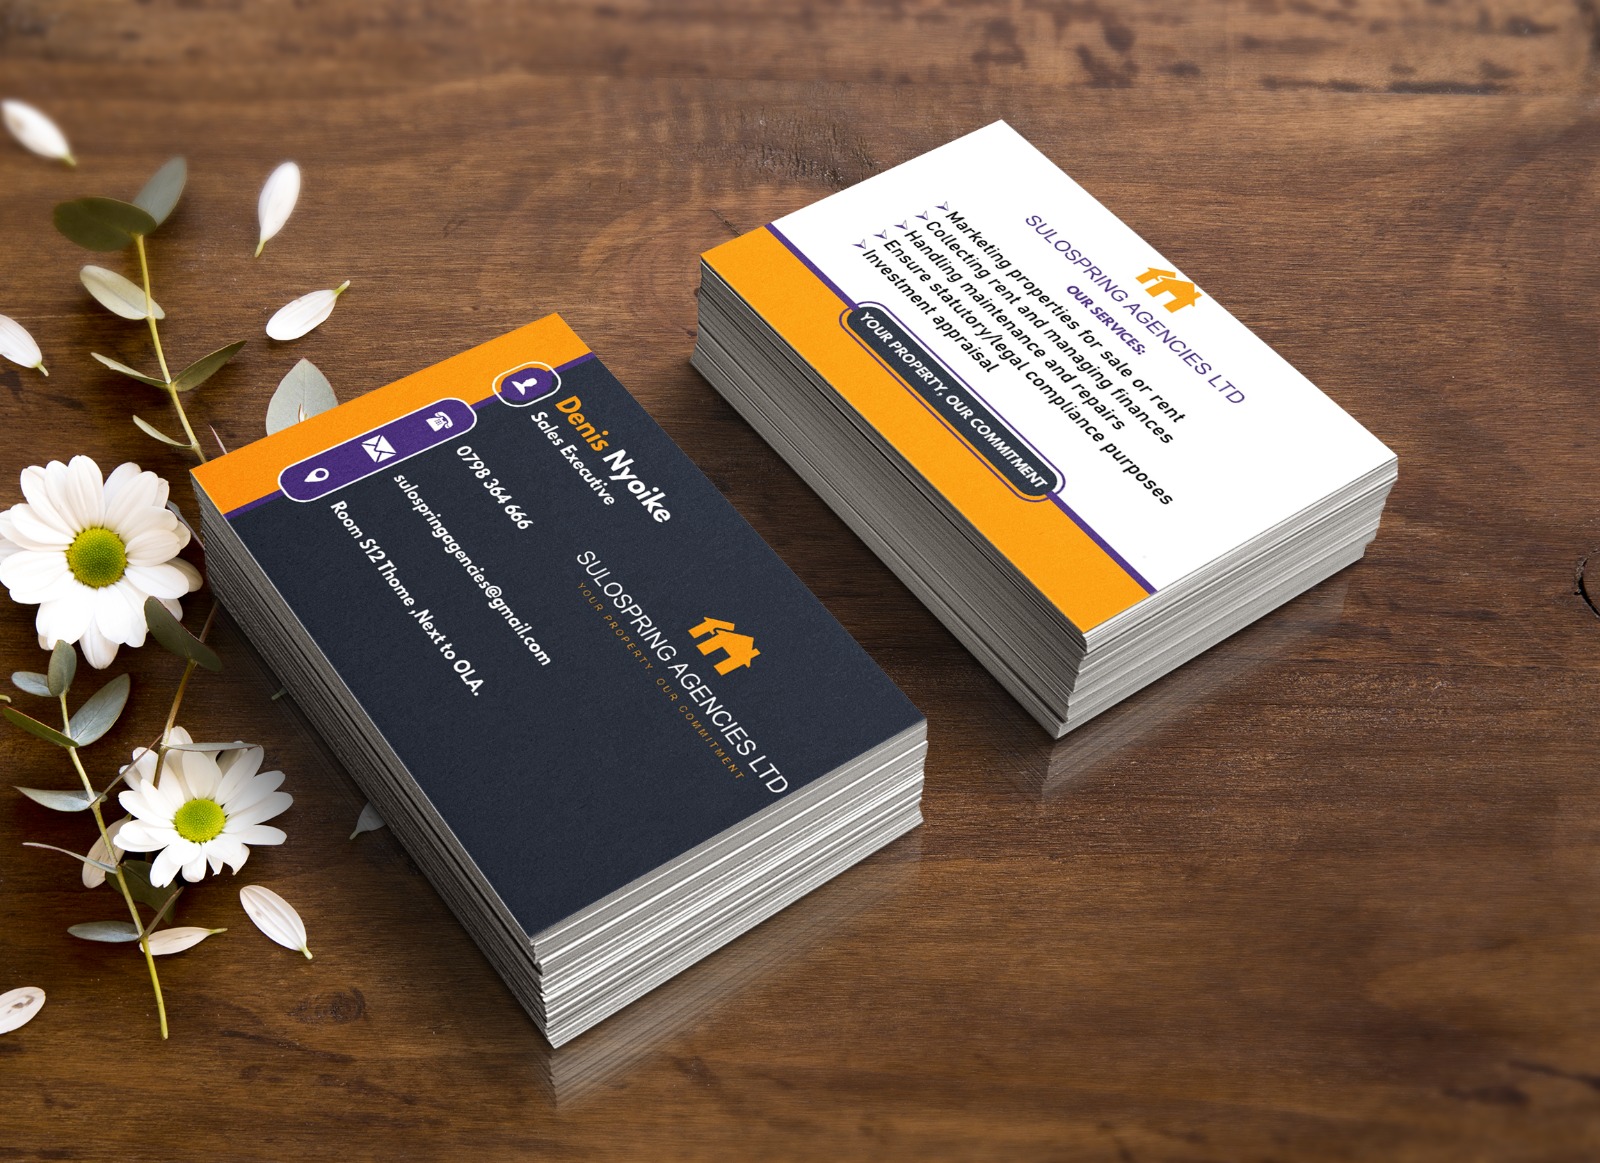 Denis Nyoike
Sales Executive
0798 364 666
sulospringagencies@gmail.com
Room S12 Thome ,Next to OLA.
SULOSPRING AGENCIES LTD
YOUR PROPERTY, OUR COMMITMENT
SULOSPRING AGENCIES LTD
OUR SERVICES:
➢ Marketing properties for sale or rent
➢ Collecting rent and managing finances
➢ Handling maintenance and repairs
➢ Ensure statutory/legal compliance purposes
➢ Investment appraisal
YOUR PROPERTY, OUR COMMITMENT